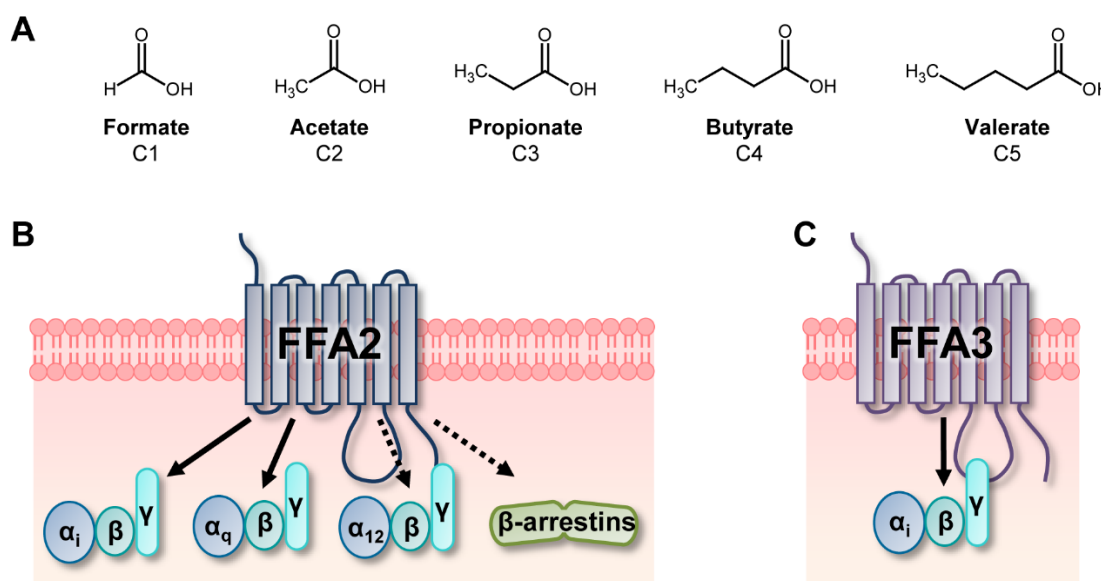 A
O
H
OH
Formate
C1
O
H₃C
OH
Acetate
C2
O
H₃C
OH
Propionate
C3
O
H₃C
OH
Butyrate
C4
O
H₃C
OH
Valerate
C5
B
FFA2
αi β γ
αq β γ
α12 β γ
β-arrestins
C
FFA3
αi β γ